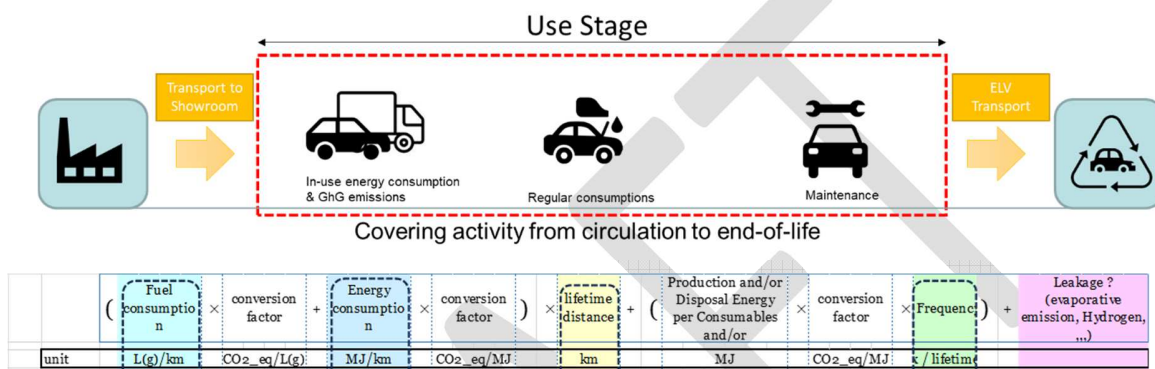 Use Stage
Transport to
Showroom
ELV
Transport
In-use energy consumption
& GhG emissions
Regular consumptions
Maintenance
Covering activity from circulation to end-of-life
( Fuel consumptio n × conversion factor + Energy consumptio n × conversion factor ) × lifetime distance + ( Production and/or Disposal Energy per Consumables and/or × conversion factor × Frequenc ) + Leakage ? (evaporative emission, Hydrogen, ,,,)
unit L(g)/km CO2_eq/L(g) MJ/km CO2_eq/MJ km MJ CO2_eq/MJ / lifetime